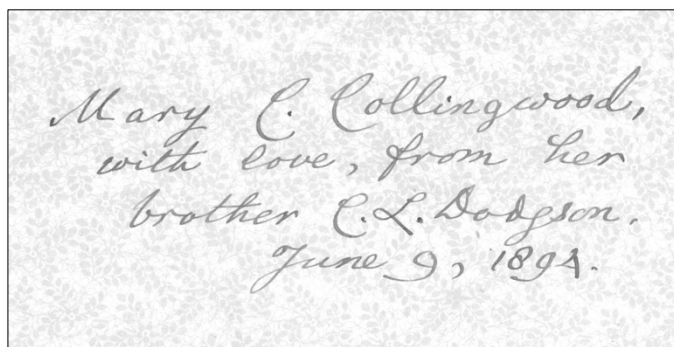 Mary C. Collingwood,
with love, from her
brother C.L. Dodgson.
June 9, 1894.